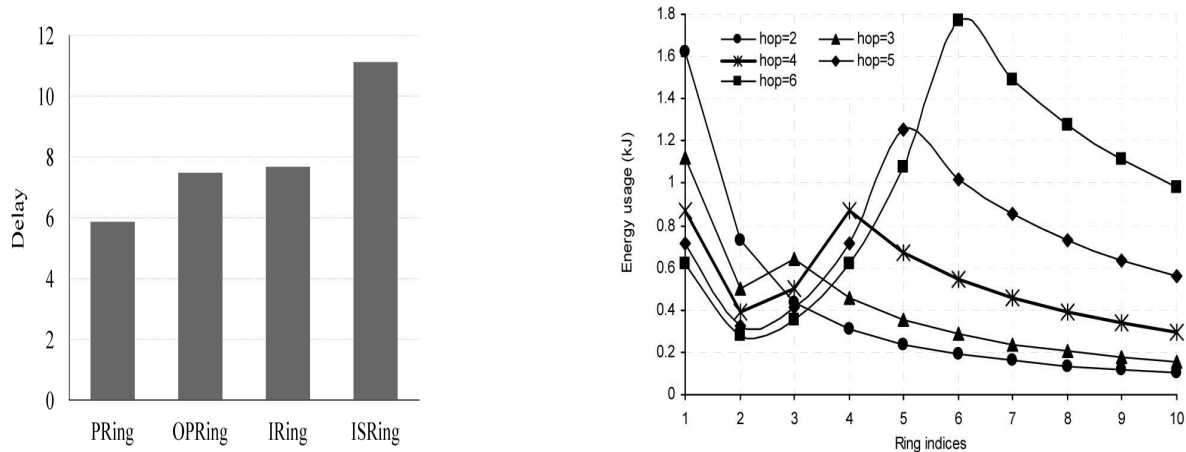 12
10
8
6
4
2
0
Delay
PRing OPRing IRing ISRing
1.8
1.6
1.4
1.2
1
0.8
0.6
0.4
0.2
0
Energy usage (kJ)
hop=2 hop=3
hop=4 hop=5
hop=6
1 2 3 4 5 6 7 8 9 10
Ring indices